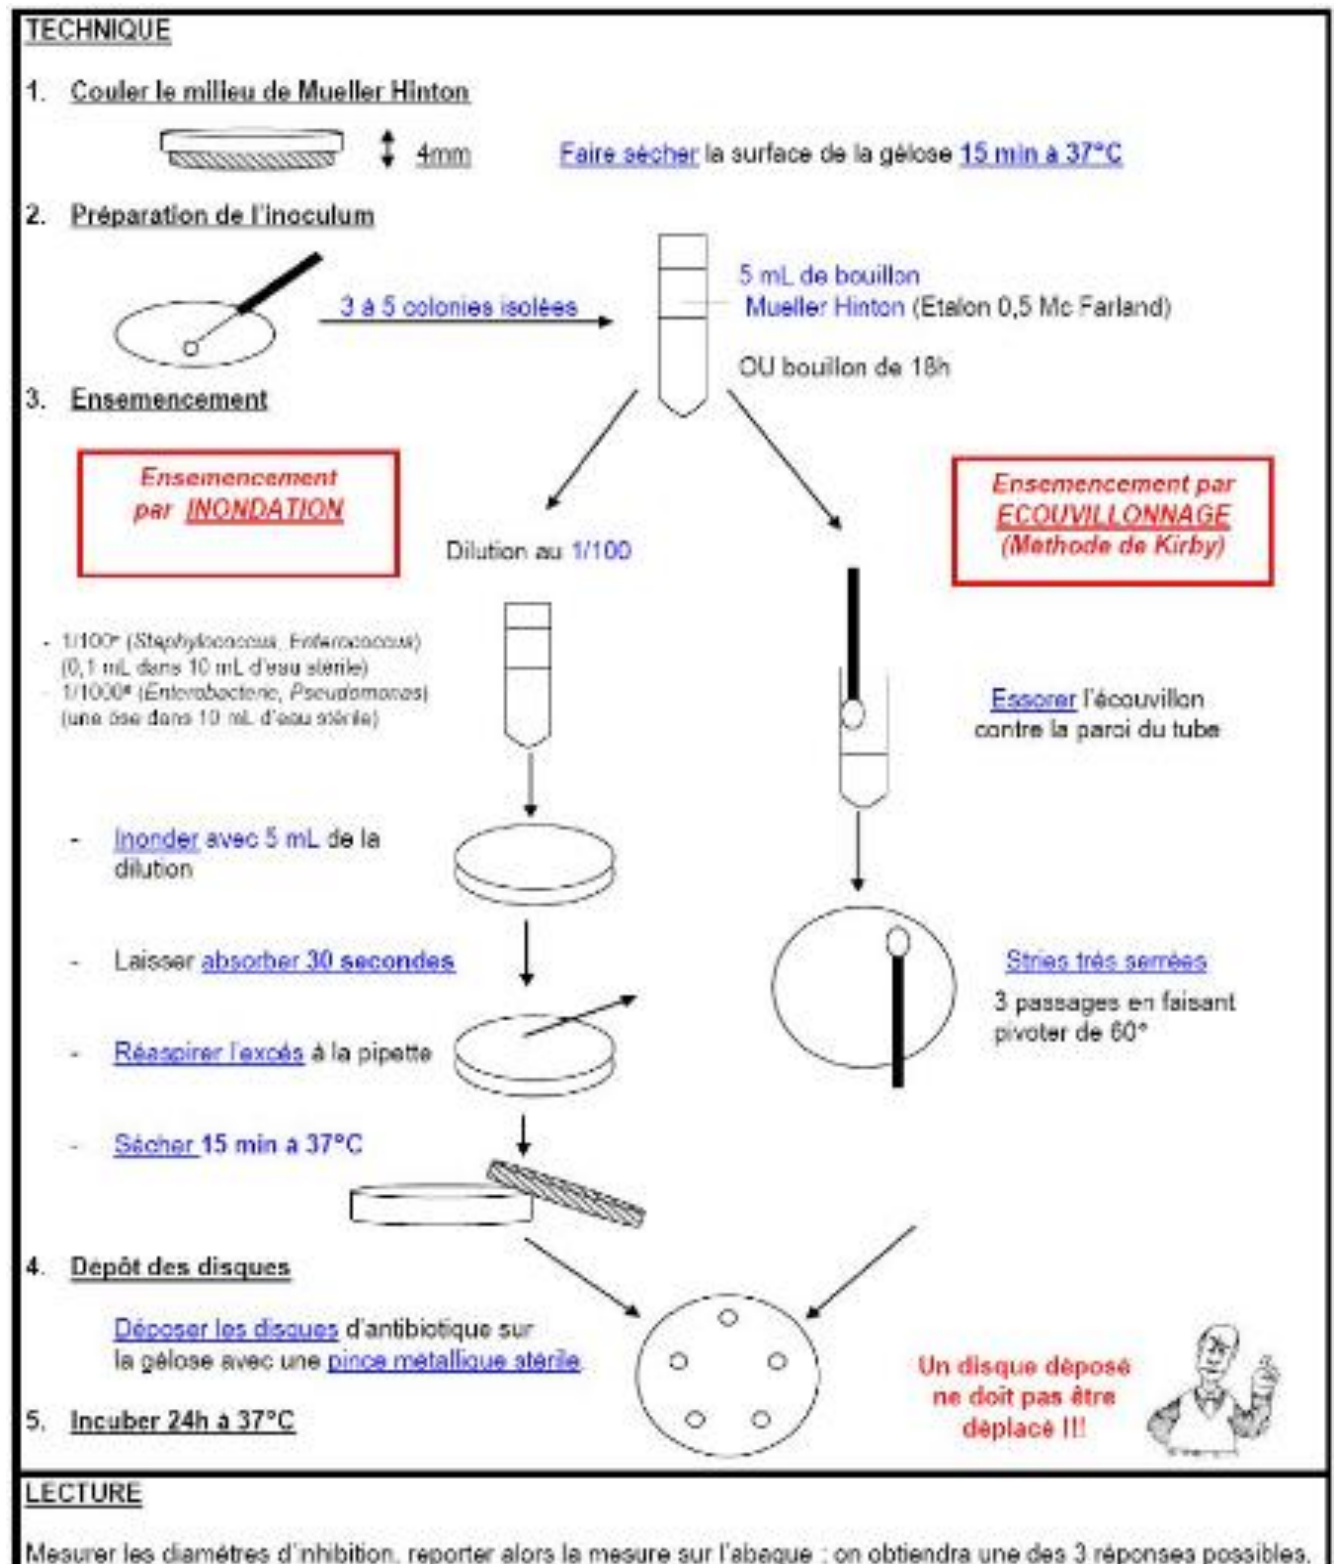 TECHNIQUE
1. Couler le milieu de Mueller Hinton
4mm
Faire sècher la surface de la gélose 15 min à 37°C
2. Préparation de l'inoculum
3 à 5 colonies isolées
5 mL de bouillon
Mueller Hinton (Etalon 0,5 Mc Farland)
OU bouillon de 18h
3. Ensemencement
Ensemencement
par INONDATION
Ensemencement par
ECOUVILLONNAGE
(Méthode de Kirby)
Dilution au 1/100
- 1/100e (Staphylococcus, Enterococcus)
(0,1 mL dans 10 mL d'eau stérile)
- 1/1000e (Enterobacterie, Pseudomonas)
(une öse dans 10 mL d'eau stérile)
Essorer l'écouvillon
contre la paroi du tube
- Inonder avec 5 mL de la
dilution
- Laisser absorber 30 secondes
Stries très serrées
3 passages en faisant
pivoter de 60°
- Réaspirer l'excés à la pipette
- Sècher 15 min à 37°C
4. Dépôt des disques
Déposer les disques d'antibiotique sur
la gélose avec une pince métallique stérile
Un disque déposé
ne doit pas être
déplacé !!!
5. Incuber 24h à 37°C
LECTURE
Mesurer les diamètres d'inhibition, reporter alors la mesure sur l'abaque : on obtiendra une des 3 réponses possibles.